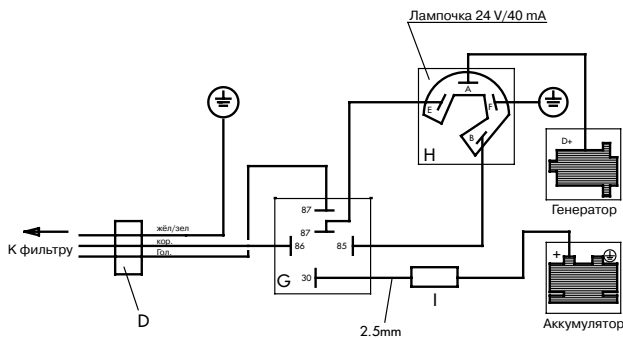 Лампочка 24 V/40 mA
A
E
F
B
H
D+
Генератор
87
87
86
85
30
G
жёл/зел
кор.
Гол.
К фильтру
D
I
2.5mm
+
Аккумулятор